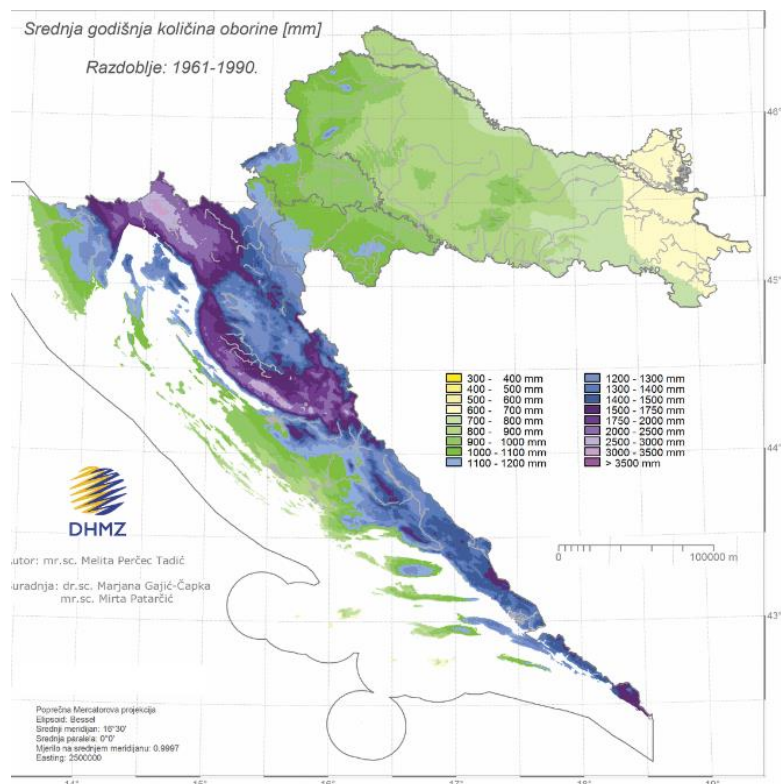 Srednja godišnja količina oborine [mm]
Razdoblje: 1961-1990.
46°
45°
300 - 400 mm
400 - 500 mm
500 - 600 mm
600 - 700 mm
700 - 800 mm
800 - 900 mm
900 - 1000 mm
1000 - 1100 mm
1100 - 1200 mm
1200 - 1300 mm
1300 - 1400 mm
1400 - 1500 mm
1500 - 1750 mm
1750 - 2000 mm
2000 - 2500 mm
2500 - 3000 mm
3000 - 3500 mm
> 3500 mm
44°
DHMZ
0
100000 m
utor: mr.sc. Melita Perčec Tadić
uradnja: dr.sc. Marjana Gajić-Čapka
mr.sc. Mirta Patarčić
43°
Poprečna Mercatorova projekcija
Elipsoid: Bessel
Srednji meridijan: 16°30'
Srednja paralela: 0°0'
Mjerilo na srednjem meridijanu: 0.9997
Easting: 2500000
14° 15° 16° 17° 18° 19°